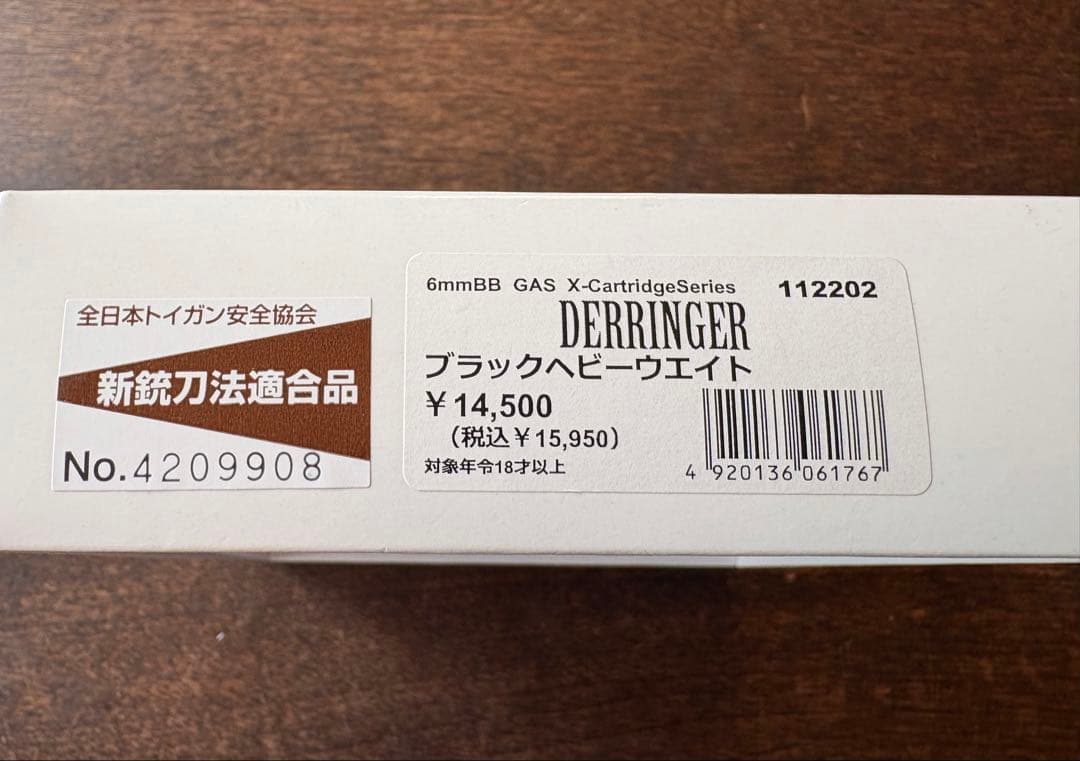 全日本トイガン安全協会
新銃刀法適合品
No.4209908
6mmBB GAS X-CartridgeSeries 112202
DERRINGER
ブラックヘビーウエイト
¥14,500
（税込¥15,950）
対象年令18才以上
4 920136 061767